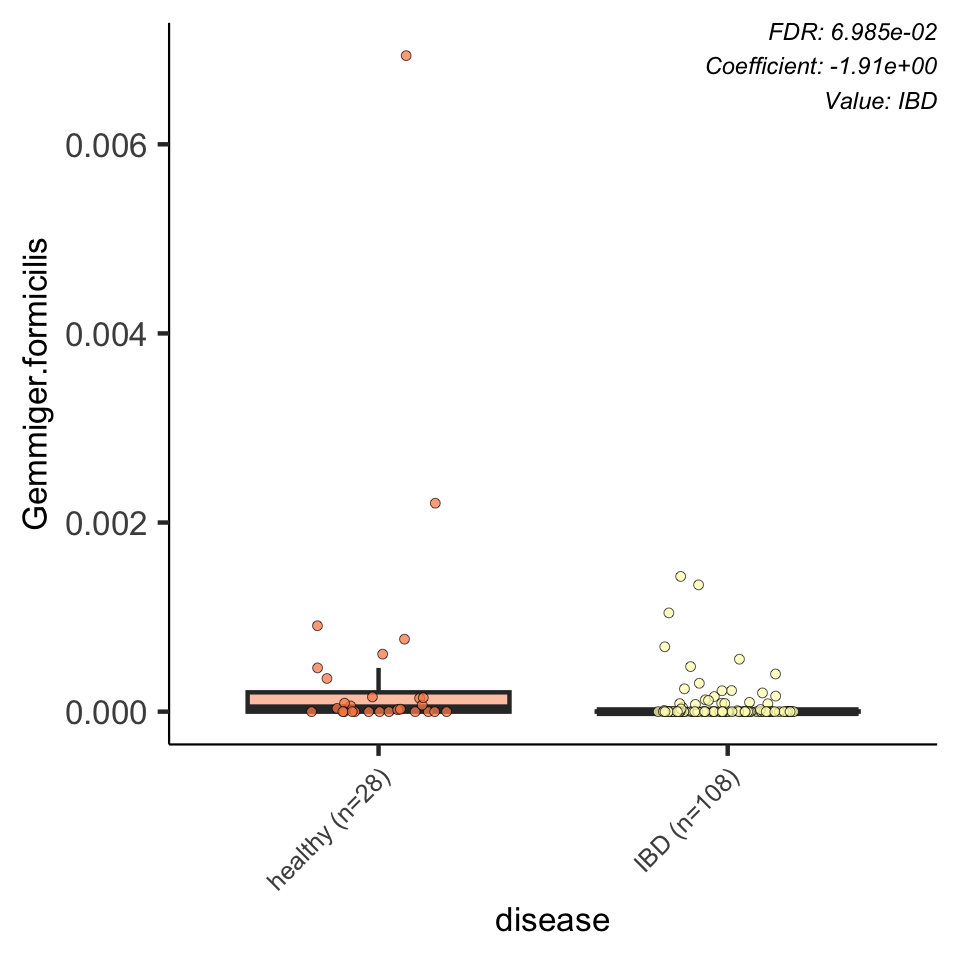 FDR: 6.985e-02
Coefficient: -1.91e+00
Value: IBD
Gemmiger.formicilis
0.006
0.004
0.002
0.000
healthy (n=28)
IBD (n=108)
disease